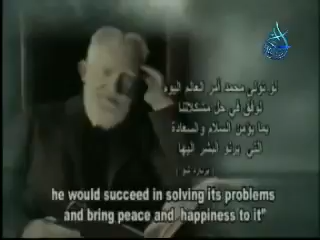 لو تولى محمد أمر العالم اليوم
لوفق في حل مشكلاتنا
بما يؤمن السلام والسعادة
التي يرنو البشر إليها
( برنارد شو )
he would succeed in solving its problems
and bring peace and happiness to it"